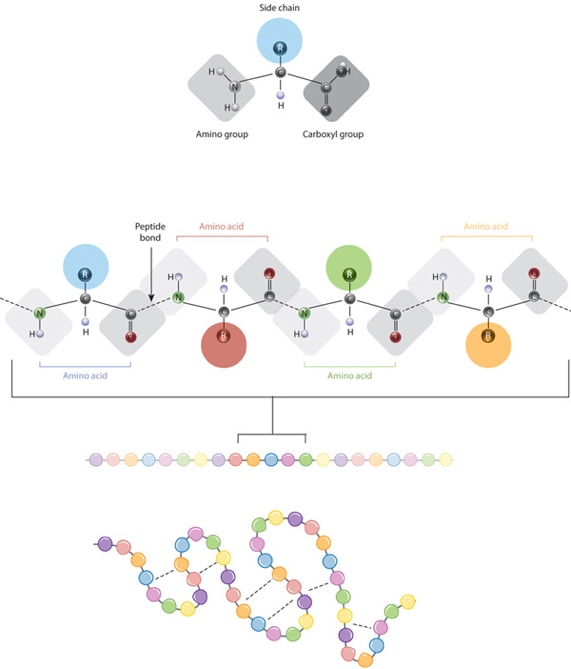 Side chain
R
H
N
C
C
H
H
H
Amino group
Carboxyl group
Peptide
bond
Amino acid
Amino acid
R
H
H
R
H
N
C
N
C
C
H
H
C
N
C
C
H
H
N
C
H
H
Amino acid
Amino acid